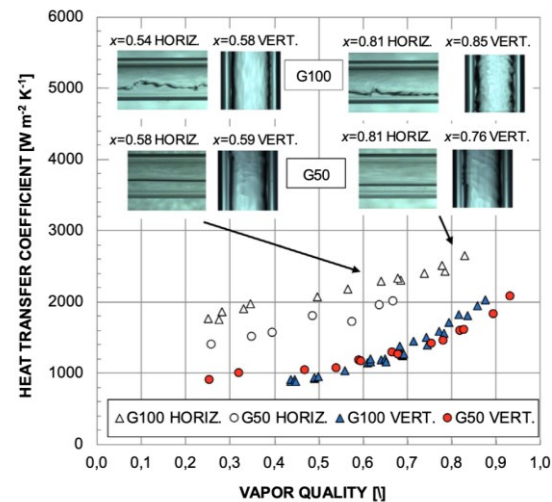 6000
5000
4000
3000
2000
1000
0
HEAT TRANSFER COEFFICIENT [W m-2 K-1]
x=0.54 HORIZ. x=0.58 VERT. x=0.81 HORIZ. x=0.85 VERT.
G100
x=0.58 HORIZ. x=0.59 VERT. x=0.81 HORIZ. x=0.76 VERT.
G50
G100 HORIZ. G50 HORIZ. G100 VERT. G50 VERT.
0,0 0,1 0,2 0,3 0,4 0,5 0,6 0,7 0,8 0,9 1,0
VAPOR QUALITY [\]